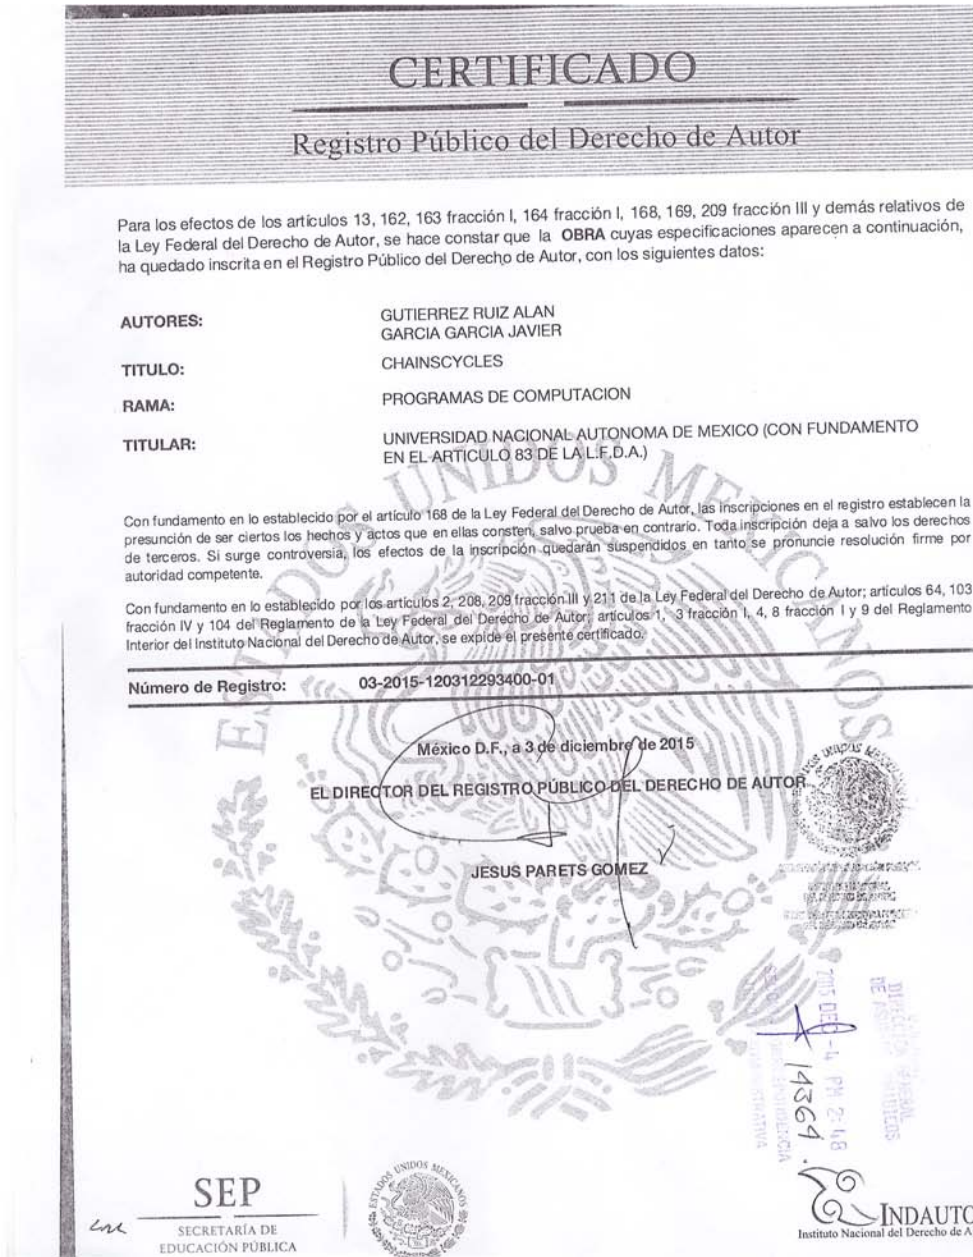 CERTIFICADO
Registro Público del Derecho de Autor
Para los efectos de los artículos 13, 162, 163 fracción I, 164 fracción I, 168, 169, 209 fracción III y demás relativos de
la Ley Federal del Derecho de Autor, se hace constar que la OBRA cuyas especificaciones aparecen a continuación,
ha quedado inscrita en el Registro Público del Derecho de Autor, con los siguientes datos:
AUTORES: GUTIERREZ RUIZ ALAN
GARCIA GARCIA JAVIER
TITULO: CHAINSCYCLES
RAMA: PROGRAMAS DE COMPUTACION
TITULAR: UNIVERSIDAD NACIONAL AUTONOMA DE MEXICO (CON FUNDAMENTO
EN EL ARTICULO 83 DE LA L.F.D.A.)
Con fundamento en lo establecido por el artículo 168 de la Ley Federal del Derecho de Autor, las inscripciones en el registro establecen la
presunción de ser ciertos los hechos y actos que en ellas consten, salvo prueba en contrario. Toda inscripción deja a salvo los derechos
de terceros. Si surge controversia, los efectos de la inscripción quedarán suspendidos en tanto se pronuncie resolución firme por
autoridad competente.
Con fundamento en lo establecido por los artículos 2, 208, 209 fracción III y 211 de la Ley Federal del Derecho de Autor; artículos 64, 103
fracción IV y 104 del Reglamento de la Ley Federal del Derecho de Autor; artículos 1, 3 fracción I, 4, 8 fracción I y 9 del Reglamento
Interior del Instituto Nacional del Derecho de Autor, se expide el presente certificado.
Número de Registro: 03-2015-120312293400-01
México D.F., a 3 de diciembre de 2015
EL DIRECTOR DEL REGISTRO PÚBLICO DEL DERECHO DE AUTOR
JESUS PARETS GOMEZ
ESTADOS UNIDOS MEXICANOS
DIRECCIÓN GENERAL
2015 DEC -4 PM 2:48
14364
SEP
SECRETARÍA DE
EDUCACIÓN PÚBLICA
ESTADOS UNIDOS MEXICANOS
INDAUTO
Instituto Nacional del Derecho de A